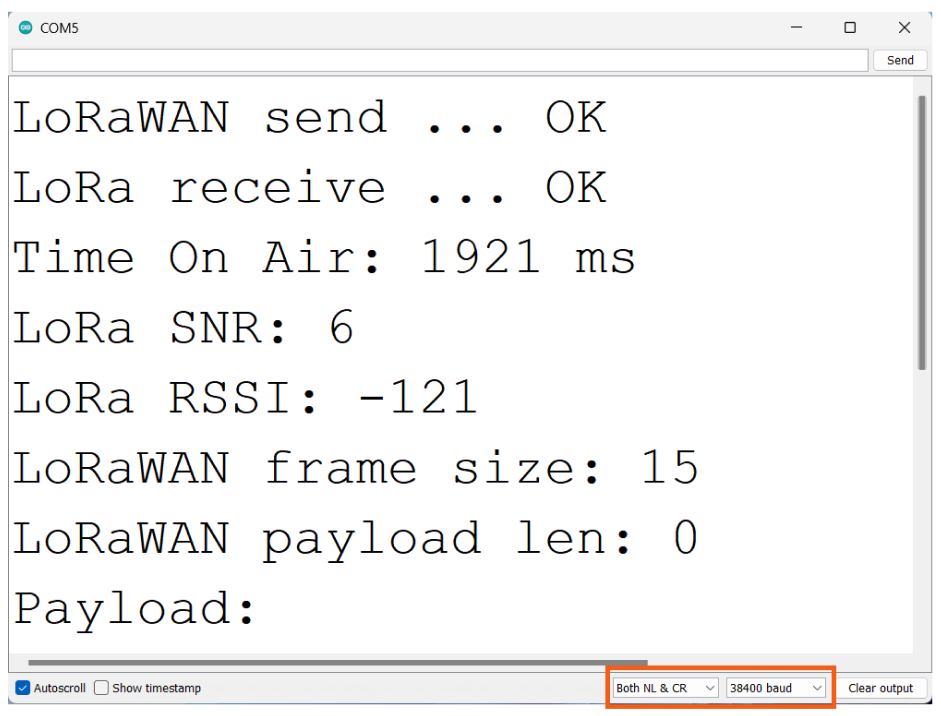 COM5
Send
LoRaWAN send ... OK
LoRa receive ... OK
Time On Air: 1921 ms
LoRa SNR: 6
LoRa RSSI: -121
LoRaWAN frame size: 15
LoRaWAN payload len: 0
Payload:
Autoscroll Show timestamp Both NL & CR 38400 baud Clear output